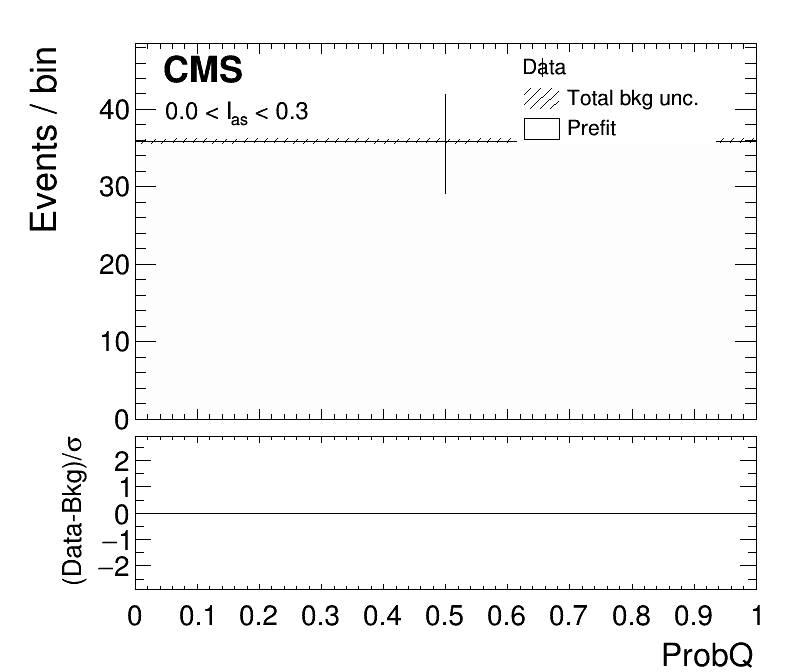 Events / bin
CMS
0.0 < Ias < 0.3
Data
Total bkg unc.
Prefit
40
30
20
10
0
(Data-Bkg)/σ
2
1
0
−1
−2
0 0.1 0.2 0.3 0.4 0.5 0.6 0.7 0.8 0.9 1
ProbQ